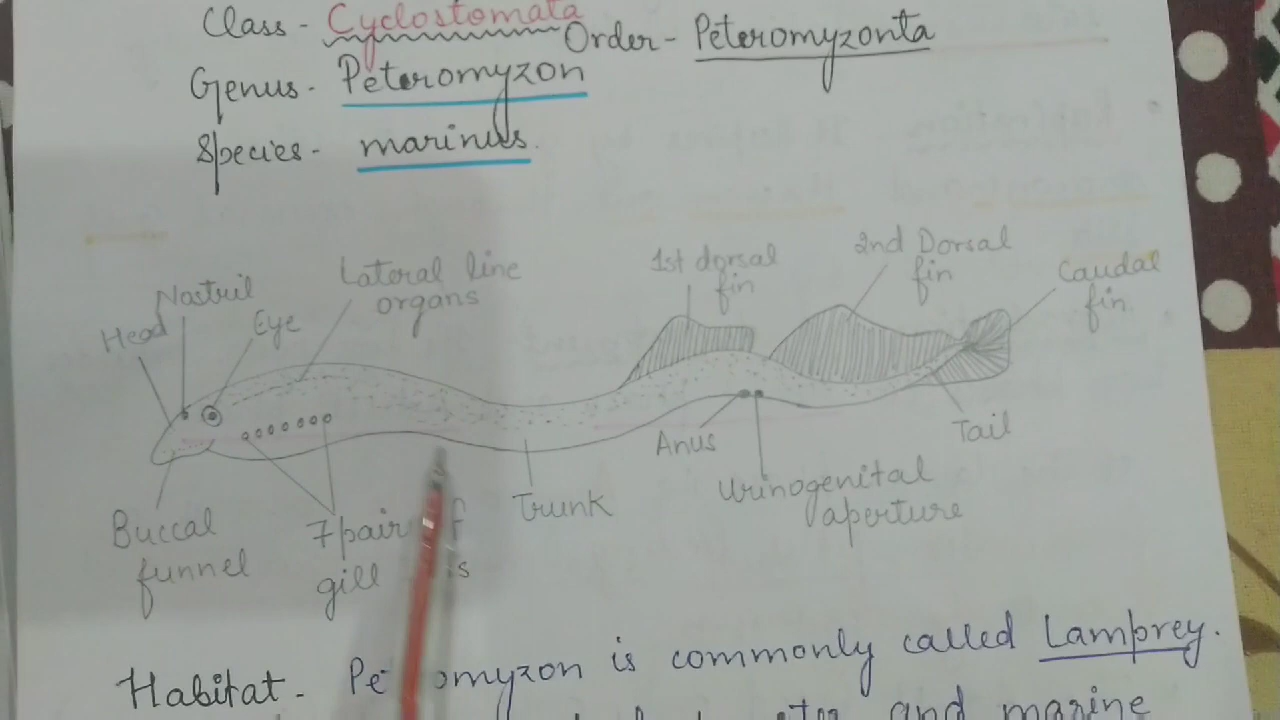 Class - Cyclostomata
Order - Peteromyzonta
Genus - Peteromyzon
Species - marinus.
Head
Nostril
Eye
Lateral line
organs
1st dorsal
fin
2nd Dorsal
fin
Caudal
fin.
Anus
Urinogenital
aperture
Tail
Trunk
7 pair
gill
Buccal
funnel
Habitat - Pe omyzon is commonly called Lamprey.
and marine